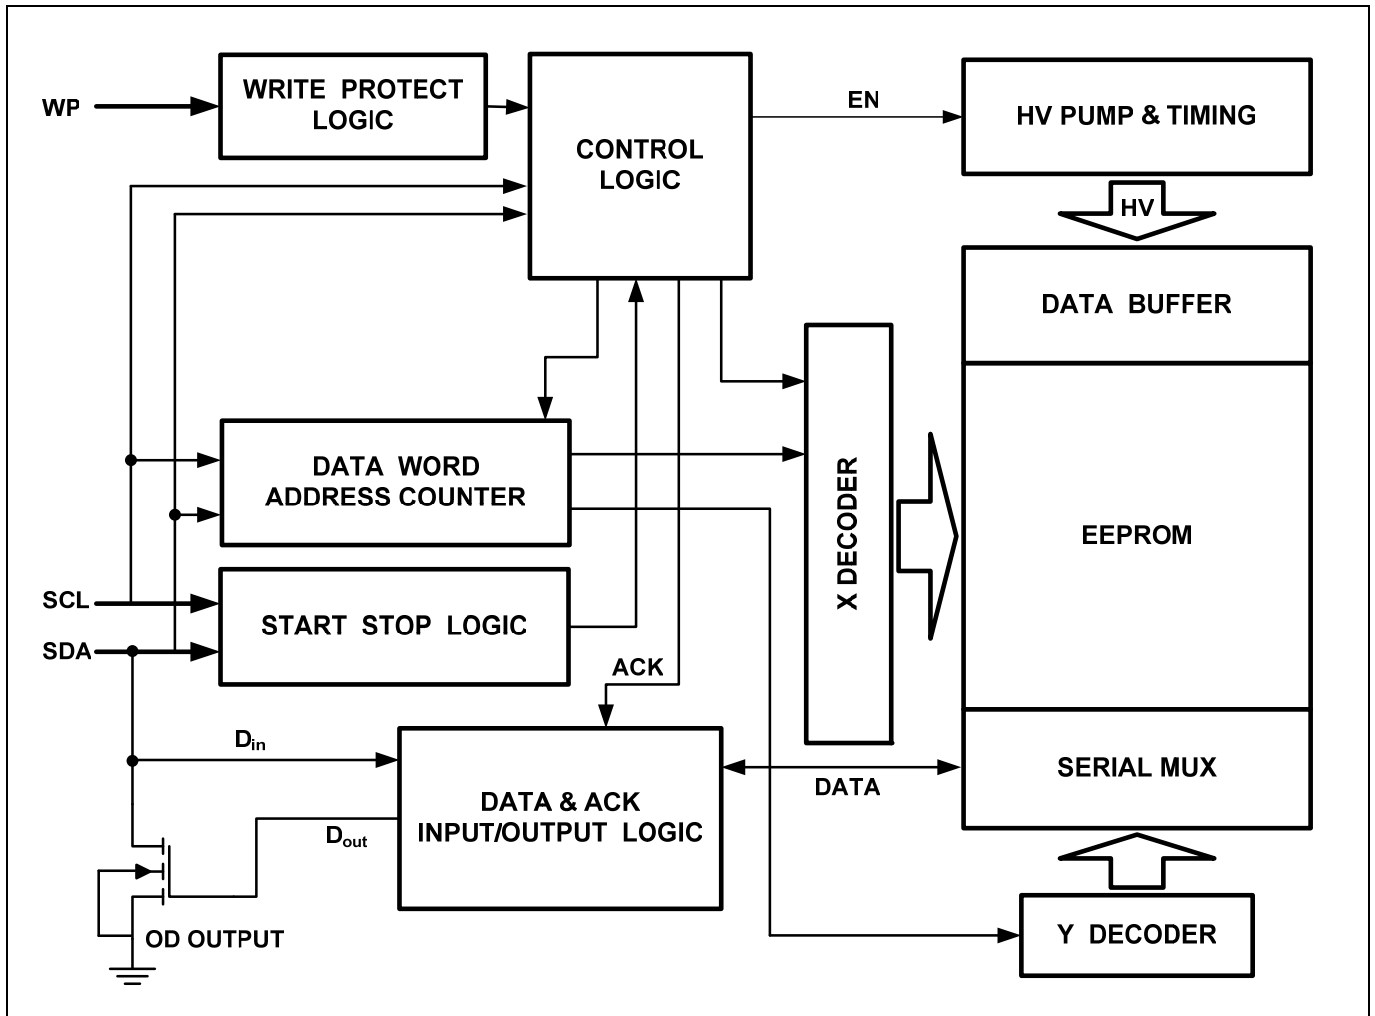 WP
WRITE PROTECT
LOGIC
CONTROL
LOGIC
EN
HV PUMP & TIMING
HV
DATA BUFFER
DATA WORD
ADDRESS COUNTER
X DECODER
EEPROM
SCL
SDA
START STOP LOGIC
ACK
Din
DATA & ACK
INPUT/OUTPUT LOGIC
Dout
DATA
SERIAL MUX
OD OUTPUT
Y DECODER